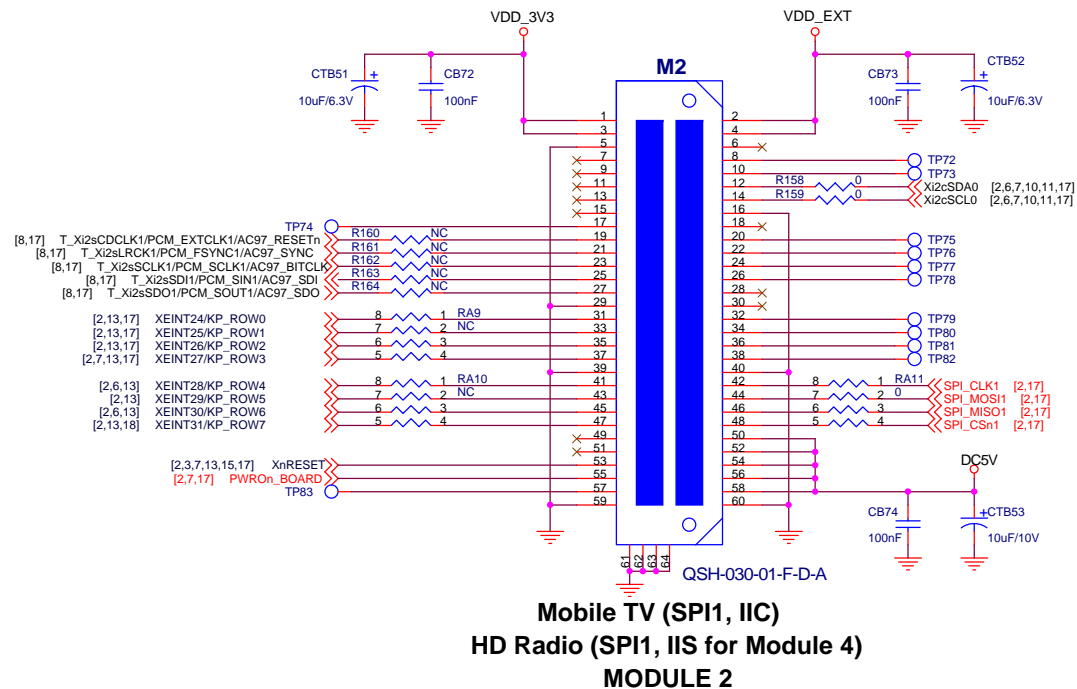 VDD_3V3
VDD_EXT
M2
CTB51
+
10uF/6.3V
CB72
100nF
CB73
100nF
CTB52
+
10uF/6.3V
1 2
3 4
5 6
7 8 TP72
9 10 TP73
11 12 R158 0 Xi2cSDA0 [2,6,7,10,11,17]
13 14 R159 0 Xi2cSCL0 [2,6,7,10,11,17]
15 16
TP74 17 18
[8,17] T_Xi2sCDCLK1/PCM_EXTCLK1/AC97_RESETn R160 NC 19 20 TP75
[8,17] T_Xi2sLRCK1/PCM_FSYNC1/AC97_SYNC R161 NC 21 22 TP76
[8,17] T_Xi2sSCLK1/PCM_SCLK1/AC97_BITCLK R162 NC 23 24 TP77
[8,17] T_Xi2sSDI1/PCM_SIN1/AC97_SDI R163 NC 25 26 TP78
[8,17] T_Xi2sSDO1/PCM_SOUT1/AC97_SDO R164 NC 27 28
29 30
[2,13,17] XEINT24/KP_ROW0 8 1 RA9 31 32 TP79
[2,13,17] XEINT25/KP_ROW1 7 2 NC 33 34 TP80
[2,13,17] XEINT26/KP_ROW2 6 3 35 36 TP81
[2,7,13,17] XEINT27/KP_ROW3 5 4 37 38 TP82
39 40
[2,6,13] XEINT28/KP_ROW4 8 1 RA10 41 42 8 1 RA11 SPI_CLK1 [2,17]
[2,13] XEINT29/KP_ROW5 7 2 NC 43 44 7 2 0 SPI_MOSI1 [2,17]
[2,6,13] XEINT30/KP_ROW6 6 3 45 46 6 3 SPI_MISO1 [2,17]
[2,13,18] XEINT31/KP_ROW7 5 4 47 48 5 4 SPI_CSn1 [2,17]
49 50
51 52
[2,3,7,13,15,17] XnRESET 53 54
[2,7,17] PWROn_BOARD 55 56
TP83 57 58
59 60
DC5V
CB74
100nF
+
CTB53
10uF/10V
61 62 63 64
QSH-030-01-F-D-A
Mobile TV (SPI1, IIC)
HD Radio (SPI1, IIS for Module 4)
MODULE 2